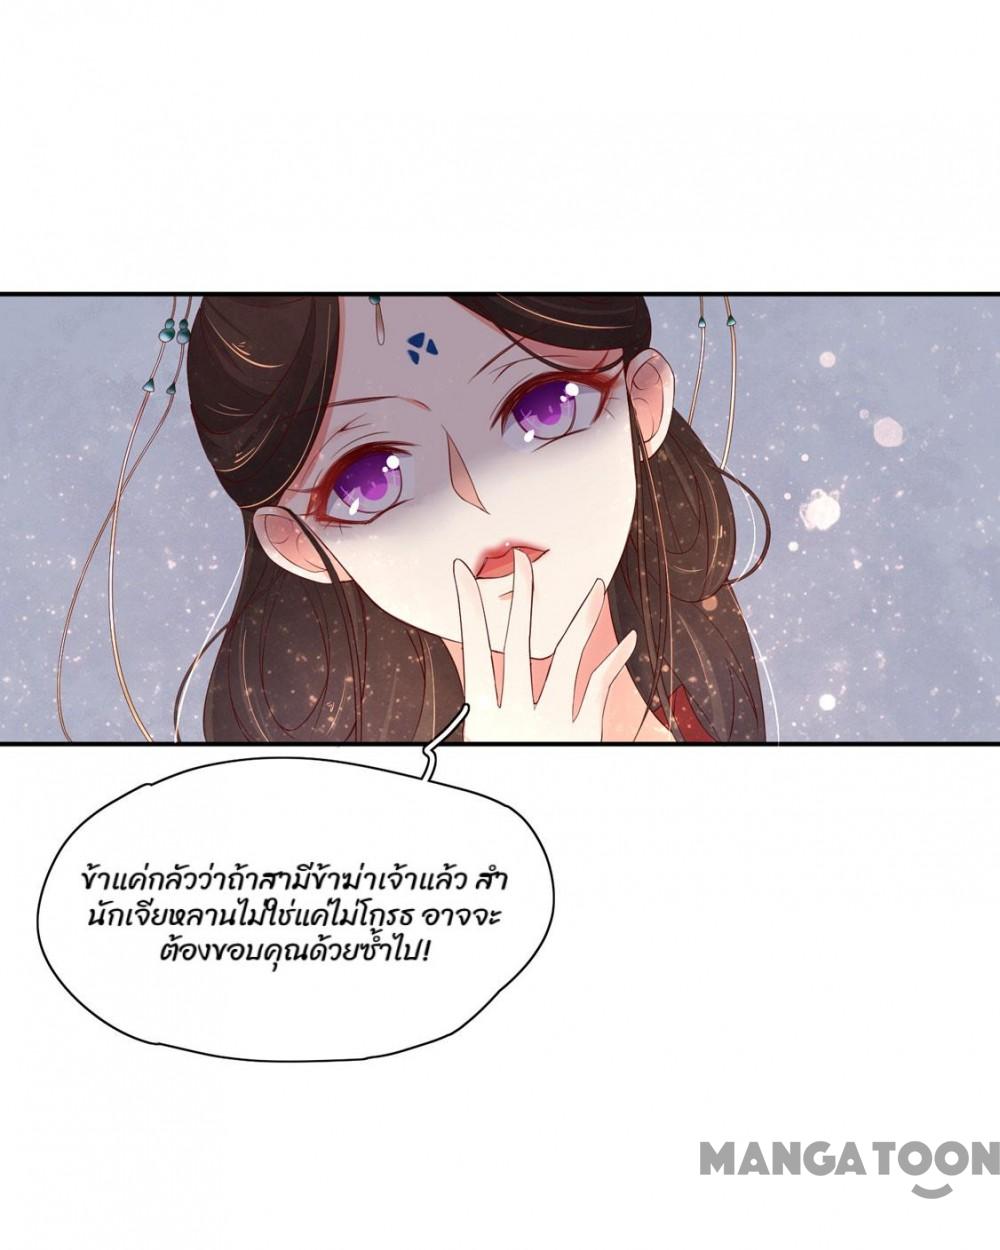 ข้าแค่กลัวว่าถ้าสามีข้าฆ่าเจ้าแล้ว สำ
นักเจียหลานไม่ใช่แค่ไม่โกรธ อาจจะ
ต้องขอบคุณด้วยซ้ำไป!
MANGATOON